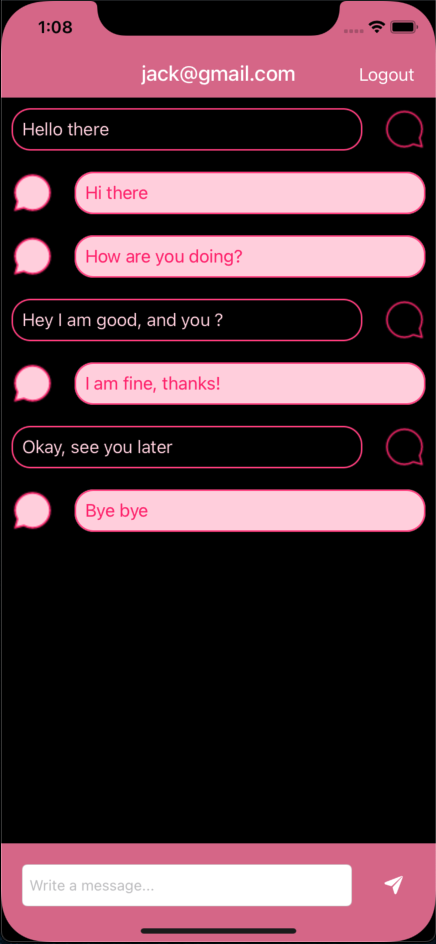 1:08
jack@gmail.com
Logout
Hello there
Hi there
How are you doing?
Hey I am good, and you ?
I am fine, thanks!
Okay, see you later
Bye bye
Write a message...